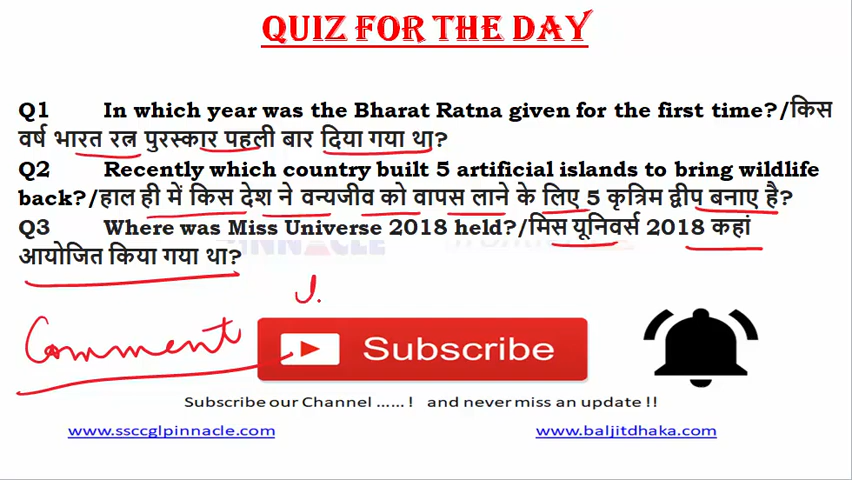 QUIZ FOR THE DAY
Q1 In which year was the Bharat Ratna given for the first time?/किस
वर्ष भारत रत्न पुरस्कार पहली बार दिया गया था?
Q2 Recently which country built 5 artificial islands to bring wildlife
back?/हाल ही में किस देश ने वन्यजीव को वापस लाने के लिए 5 कृत्रिम द्वीप बनाए है?
Q3 Where was Miss Universe 2018 held?/मिस यूनिवर्स 2018 कहां
आयोजित किया गया था?
Comment
Subscribe
Subscribe our Channel ......! and never miss an update !!
www.ssccglpinnacle.com www.baljitdhaka.com